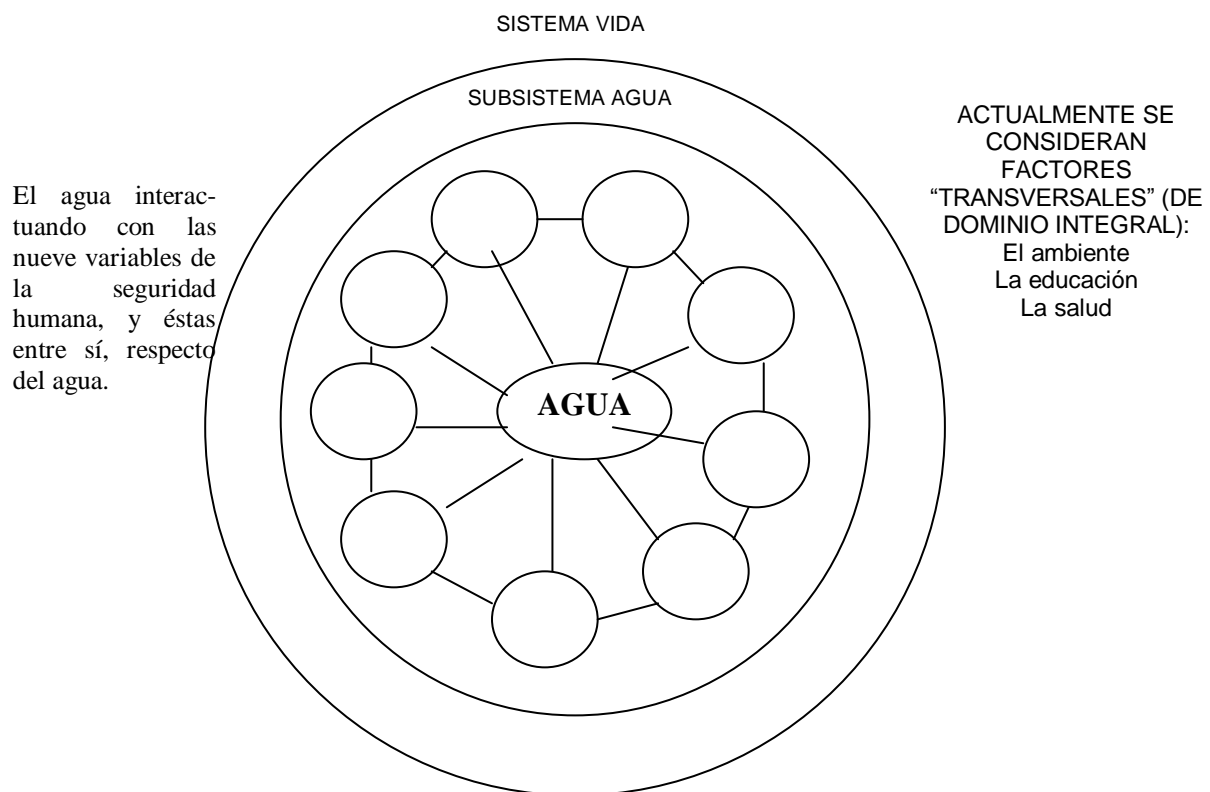 SISTEMA VIDA
SUBSISTEMA AGUA
El agua interac-
tuando con las
nueve variables de
la seguridad
humana, y éstas
entre sí, respecto
del agua.
AGUA
ACTUALMENTE SE
CONSIDERAN
FACTORES
“TRANSVERSALES” (DE
DOMINIO INTEGRAL):
El ambiente
La educación
La salud